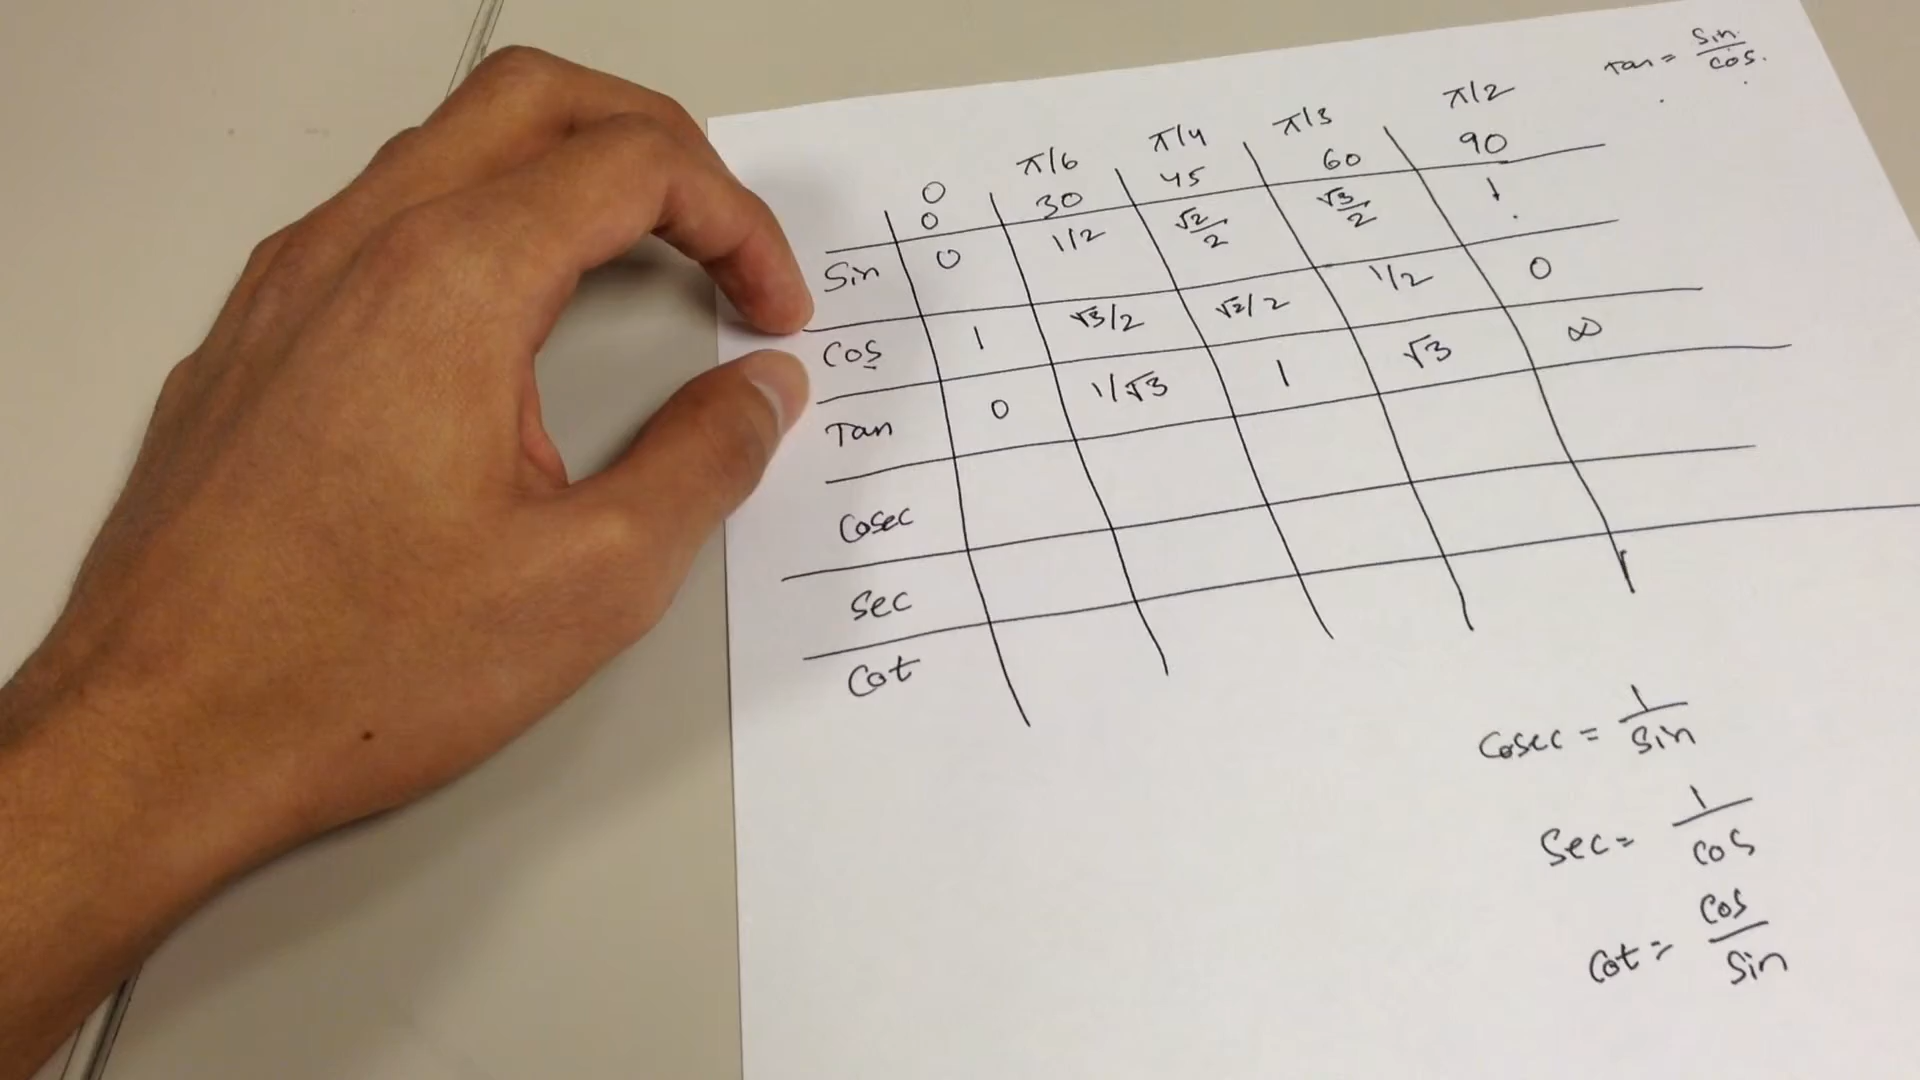 tan = sin/cos.
0 π/6 π/4 π/3 π/2
0 30 45 60 90
Sin 0 1/2 √2/2 √3/2 1
Cos 1 √3/2 √2/2 1/2 0
Tan 0 1/√3 1 √3 ∞
Cosec
Sec
Cot
Cosec = 1/sin
Sec = 1/cos
Cot = cos/sin